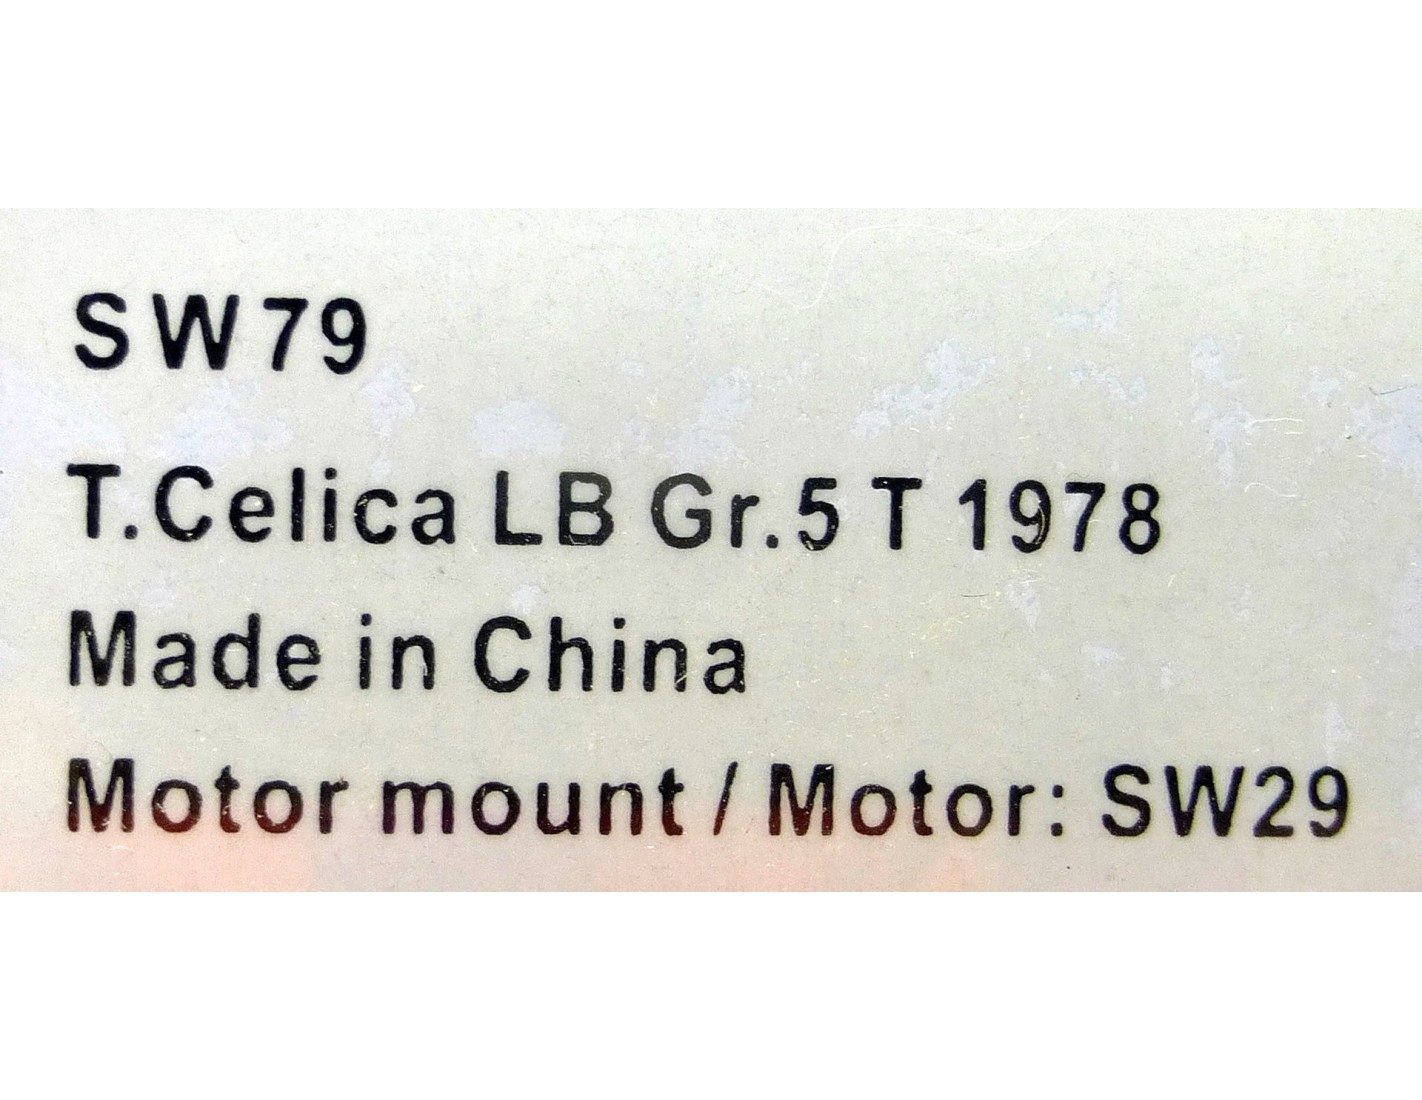 SW79
T.Celica LB Gr.5 T 1978
Made in China
Motor mount / Motor: SW29